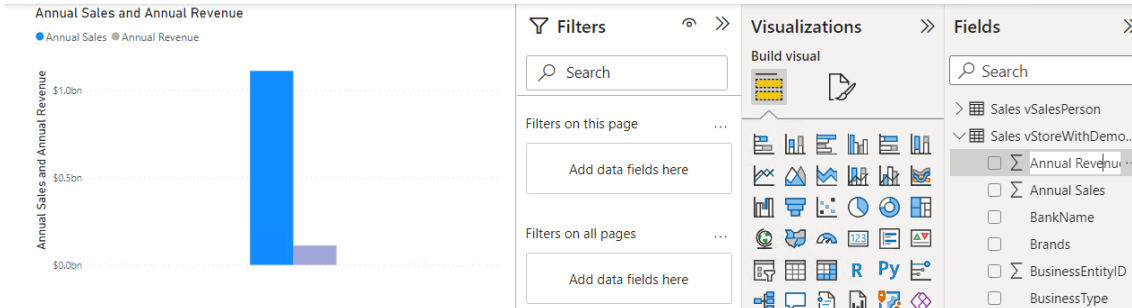 Annual Sales and Annual Revenue
Annual Sales Annual Revenue
Annual Sales and Annual Revenue
$1.0bn
$0.5bn
$0.0bn
Filters
Search
Filters on this page
...
Add data fields here
Filters on all pages
...
Add data fields here
Visualizations
Build visual
123
R Py
Fields
Search
Sales vSalesPerson
Sales vStoreWithDemo...
Annual Revenu
Annual Sales
BankName
Brands
BusinessEntityID
BusinessType